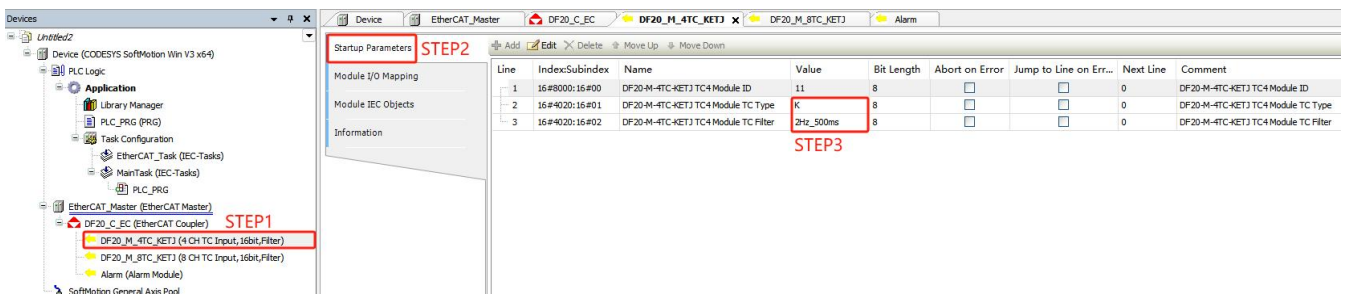 Devices
Untitled2
Device (CODESYS SoftMotion Win V3 x64)
PLC Logic
Application
Library Manager
PLC_PRG (PRG)
Task Configuration
EtherCAT_Task (IEC-Tasks)
MainTask (IEC-Tasks)
PLC_PRG
EtherCAT_Master (EtherCAT Master)
DF20_C_EC (EtherCAT Coupler) STEP1
DF20_M_4TC_KETJ (4 CH TC Input,16bit,Filter)
DF20_M_8TC_KETJ (8 CH TC Input,16bit,Filter)
Alarm (Alarm Module)
SoftMotion General Axis Pool
Device EtherCAT_Master DF20_C_EC DF20_M_4TC_KETJ DF20_M_8TC_KETJ Alarm
Startup Parameters STEP2
Module I/O Mapping
Module IEC Objects
Information
Add Edit Delete Move Up Move Down
Line Index:Subindex Name Value Bit Length Abort on Error Jump to Line on Err... Next Line Comment
1 16#8000:16#00 DF20-M-4TC-KETJ TC4 Module ID 11 8 0 DF20-M-4TC-KETJ TC4 Module ID
2 16#4020:16#01 DF20-M-4TC-KETJ TC4 Module TC Type K 8 0 DF20-M-4TC-KETJ TC4 Module TC Type
3 16#4020:16#02 DF20-M-4TC-KETJ TC4 Module TC Filter 2Hz_500ms 8 0 DF20-M-4TC-KETJ TC4 Module TC Filter
STEP3